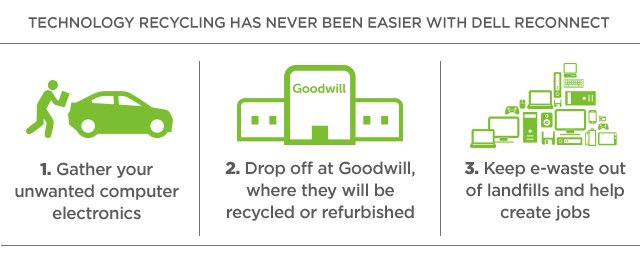 TECHNOLOGY RECYCLING HAS NEVER BEEN EASIER WITH DELL RECONNECT
1. Gather your
unwanted computer
electronics
Goodwill
2. Drop off at Goodwill,
where they will be
recycled or refurbished
3. Keep e-waste out
of landfills and help
create jobs